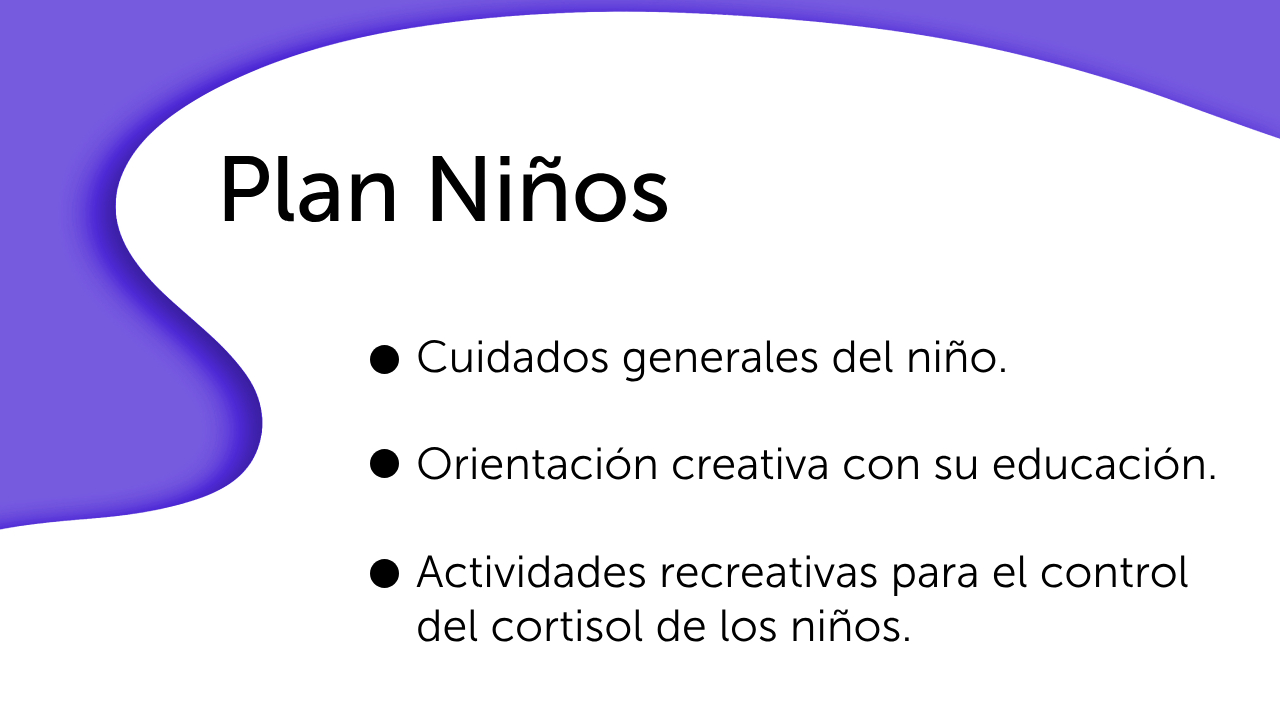 Plan Niños
● Cuidados generales del niño.
● Orientación creativa con su educación.
● Actividades recreativas para el control
del cortisol de los niños.